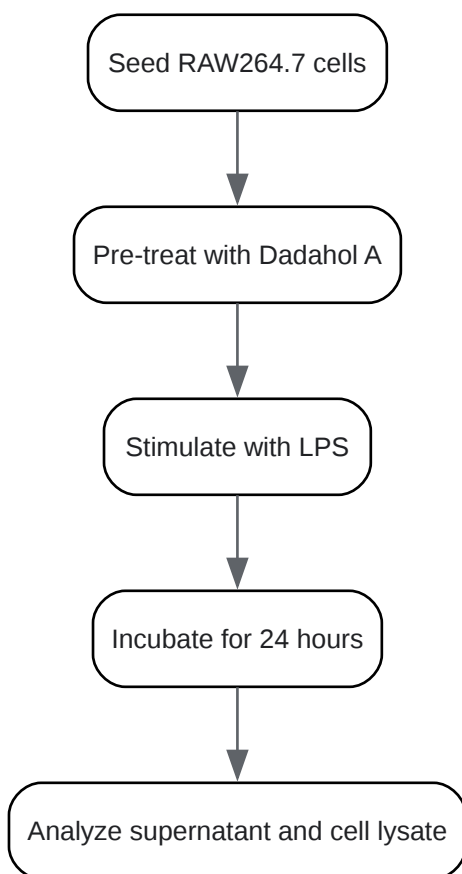 Seed RAW264.7 cells
Pre-treat with Dadahol A
Stimulate with LPS
Incubate for 24 hours
Analyze supernatant and cell lysate